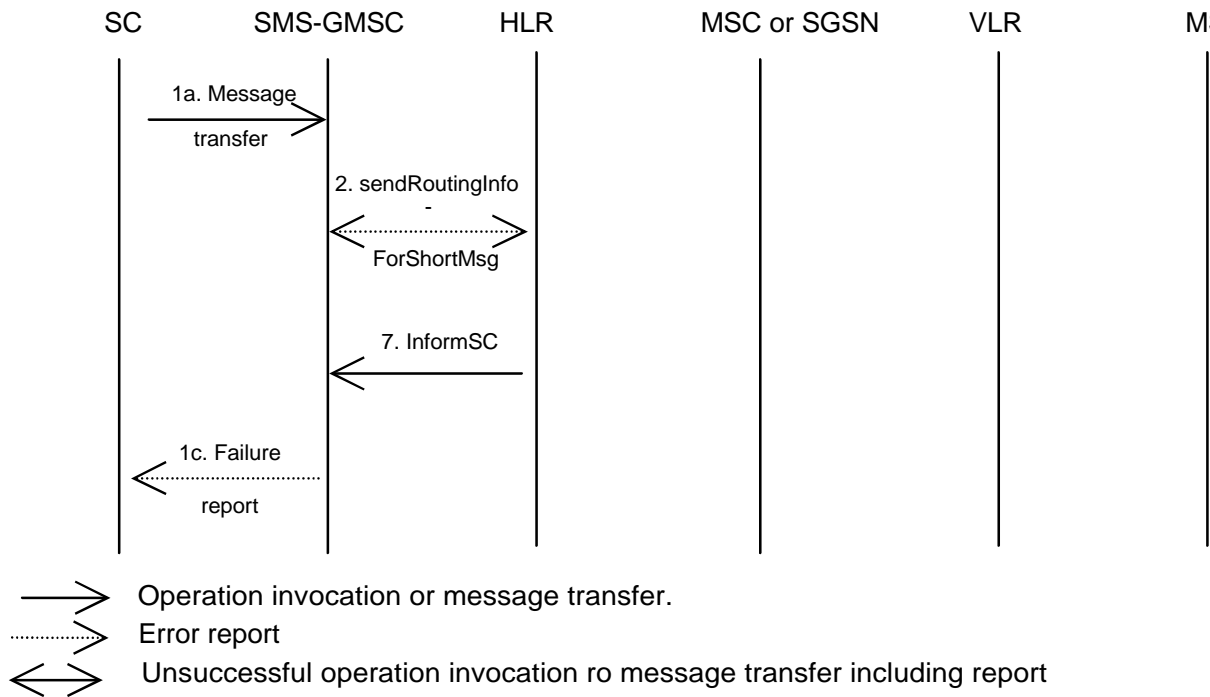 SC SMS-GMSC HLR MSC or SGSN VLR
1a. Message
transfer
2. sendRoutingInfo
-
ForShortMsg
7. InformSC
1c. Failure
report
Operation invocation or message transfer.
Error report
Unsuccessful operation invocation ro message transfer including report